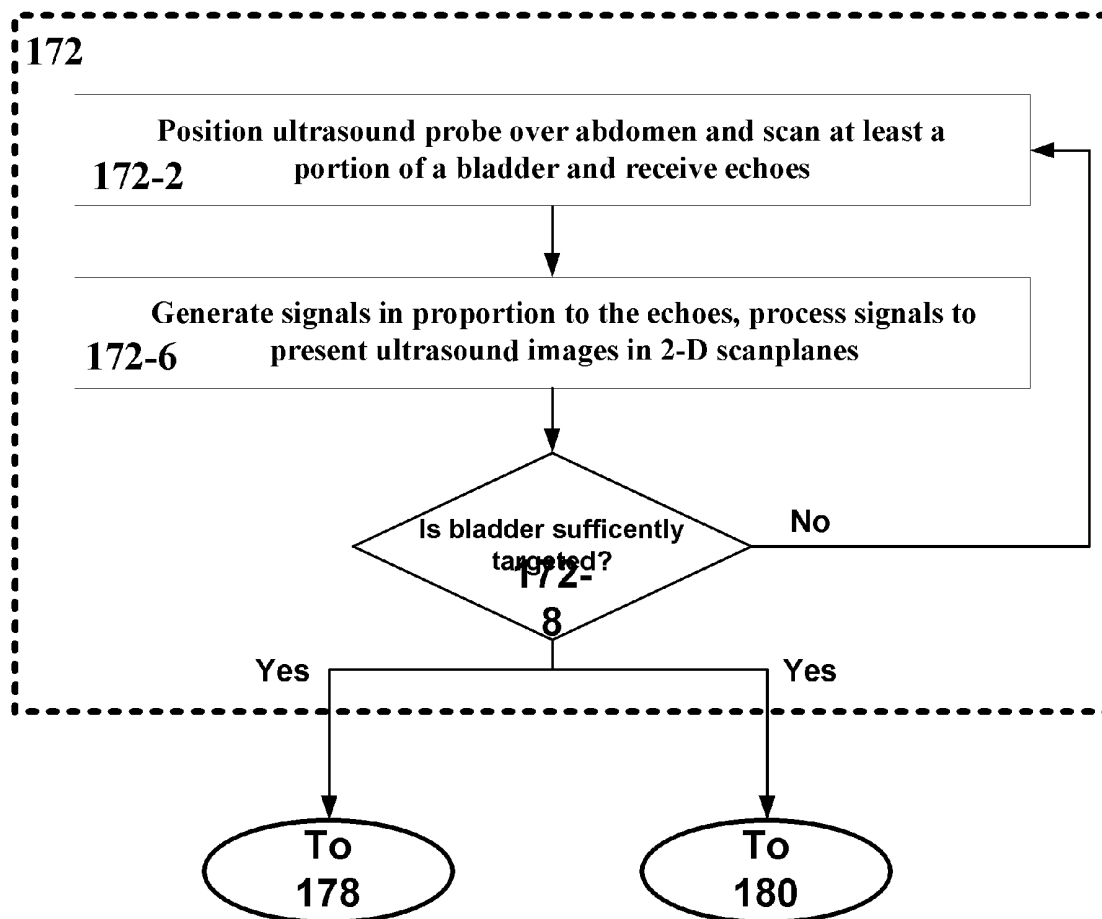 172
Position ultrasound probe over abdomen and scan at least a
172-2
portion of a bladder and receive echoes
Generate signals in proportion to the echoes, process signals to
172-6
present ultrasound images in 2-D scanplanes
Is bladder sufficently
targeted?
172-
8
No
Yes
Yes
To
178
To
180